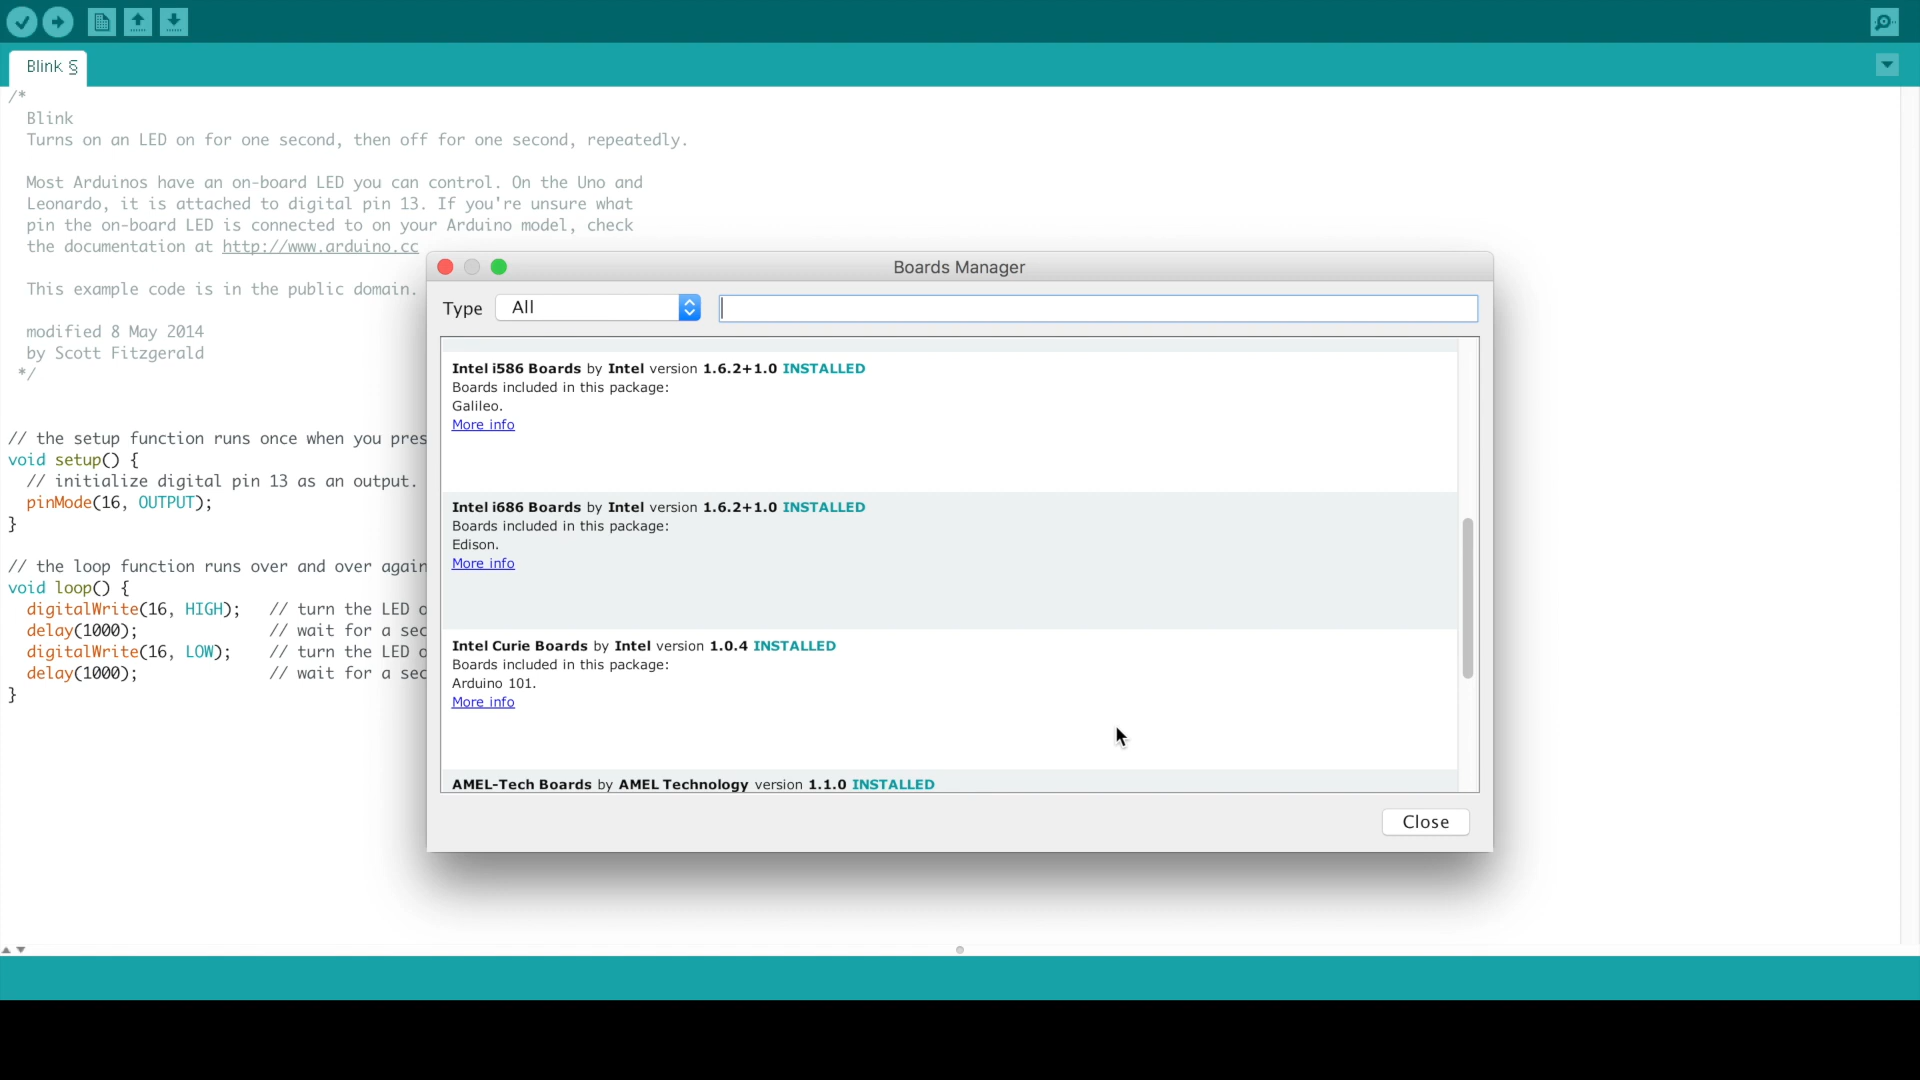 Blink §
/*
Blink
Turns on an LED on for one second, then off for one second, repeatedly.
Most Arduinos have an on-board LED you can control. On the Uno and
Leonardo, it is attached to digital pin 13. If you're unsure what
pin the on-board LED is connected to on your Arduino model, check
the documentation at http://www.arduino.cc
This example code is in the public domain.
modified 8 May 2014
by Scott Fitzgerald
*/
// the setup function runs once when you pres
void setup() {
// initialize digital pin 13 as an output.
pinMode(16, OUTPUT);
}
// the loop function runs over and over again
void loop() {
digitalWrite(16, HIGH);   // turn the LED o
delay(1000);              // wait for a sec
digitalWrite(16, LOW);    // turn the LED o
delay(1000);              // wait for a sec
}
Boards Manager
Type All
Intel i586 Boards by Intel version 1.6.2+1.0 INSTALLED
Boards included in this package:
Galileo.
More info
Intel i686 Boards by Intel version 1.6.2+1.0 INSTALLED
Boards included in this package:
Edison.
More info
Intel Curie Boards by Intel version 1.0.4 INSTALLED
Boards included in this package:
Arduino 101.
More info
AMEL-Tech Boards by AMEL Technology version 1.1.0 INSTALLED
Close